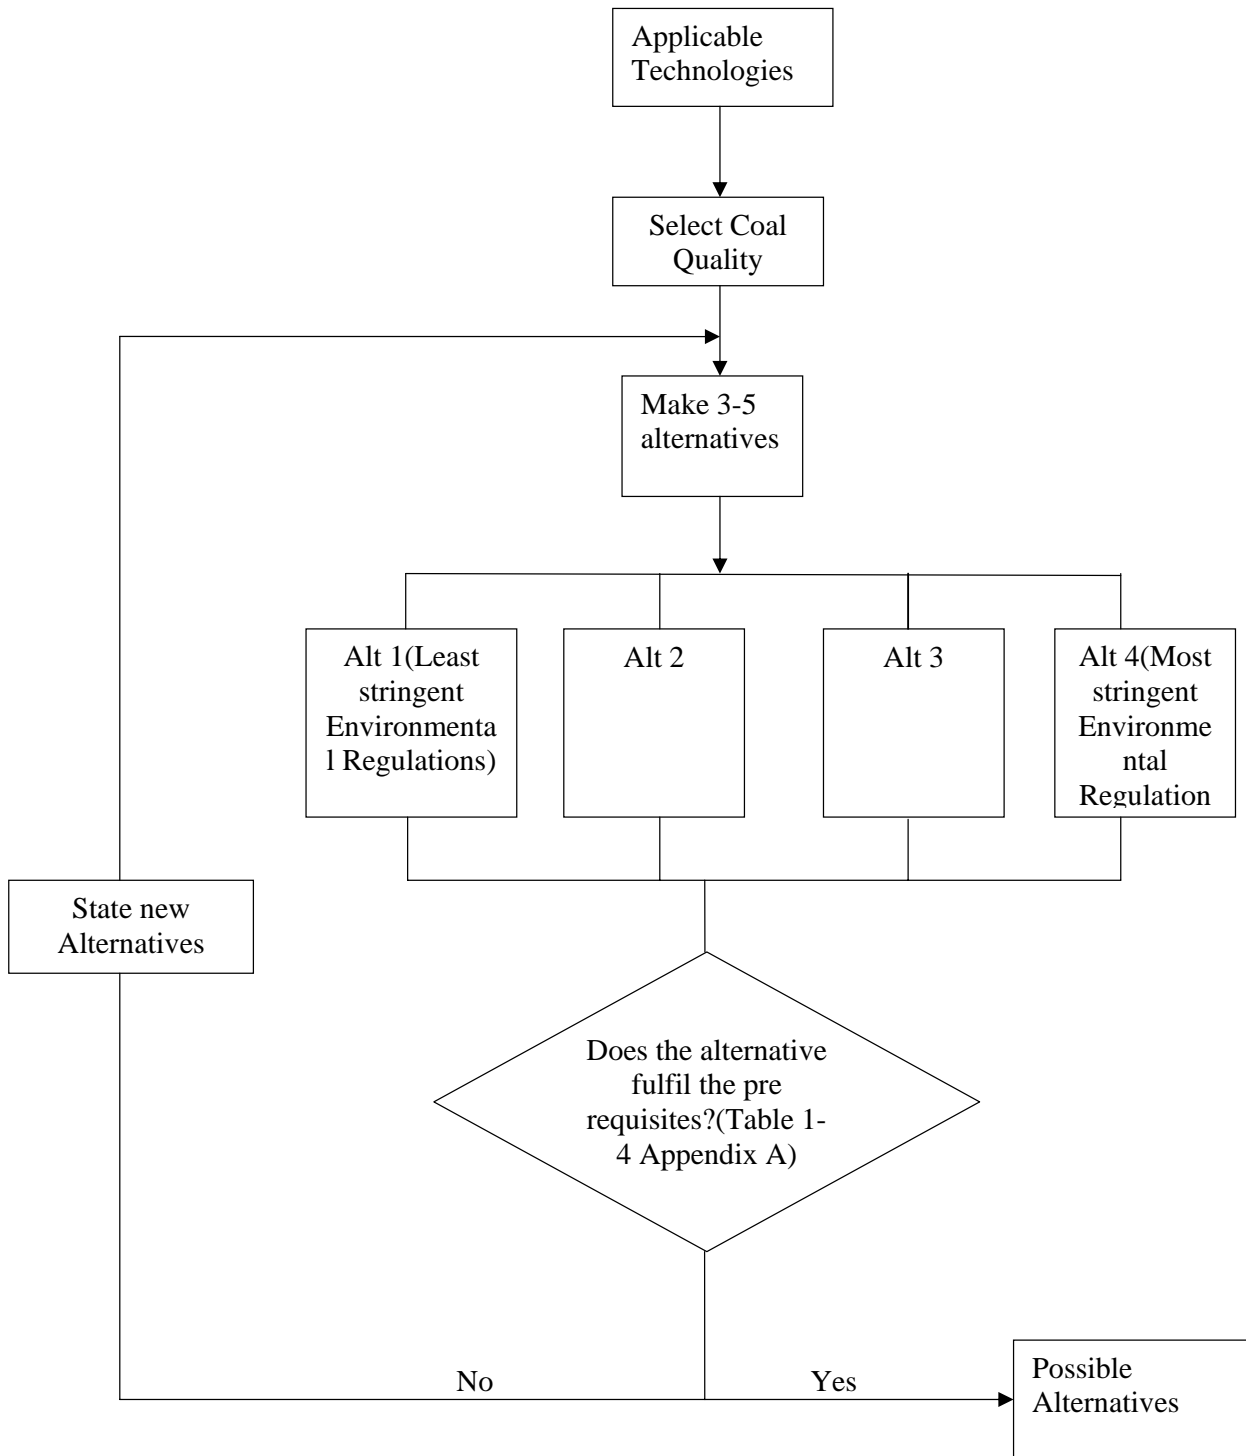 Applicable
Technologies
Select Coal
Quality
Make 3-5
alternatives
Alt 1(Least
stringent
Environmenta
l Regulations)
Alt 2
Alt 3
Alt 4(Most
stringent
Environme
ntal
Regulation
State new
Alternatives
Does the alternative
fulfil the pre
requisites?(Table 1-
4 Appendix A)
No
Yes
Possible
Alternatives